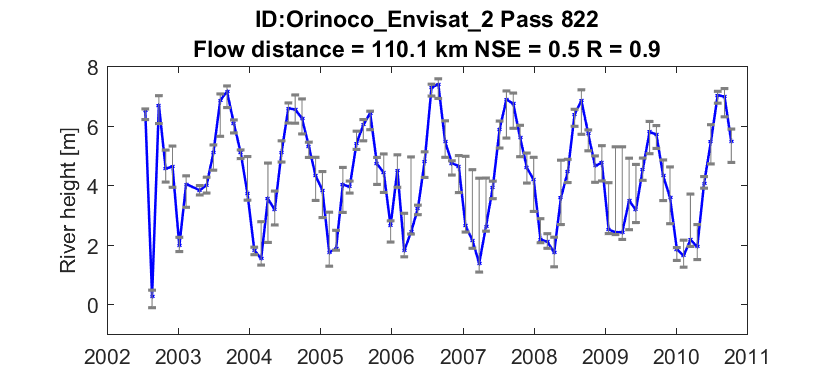 ID:Orinoco_Envisat_2 Pass 822
Flow distance = 110.1 km NSE = 0.5 R = 0.9
River height [m]
8
6
4
2
0
2002 2003 2004 2005 2006 2007 2008 2009 2010 2011